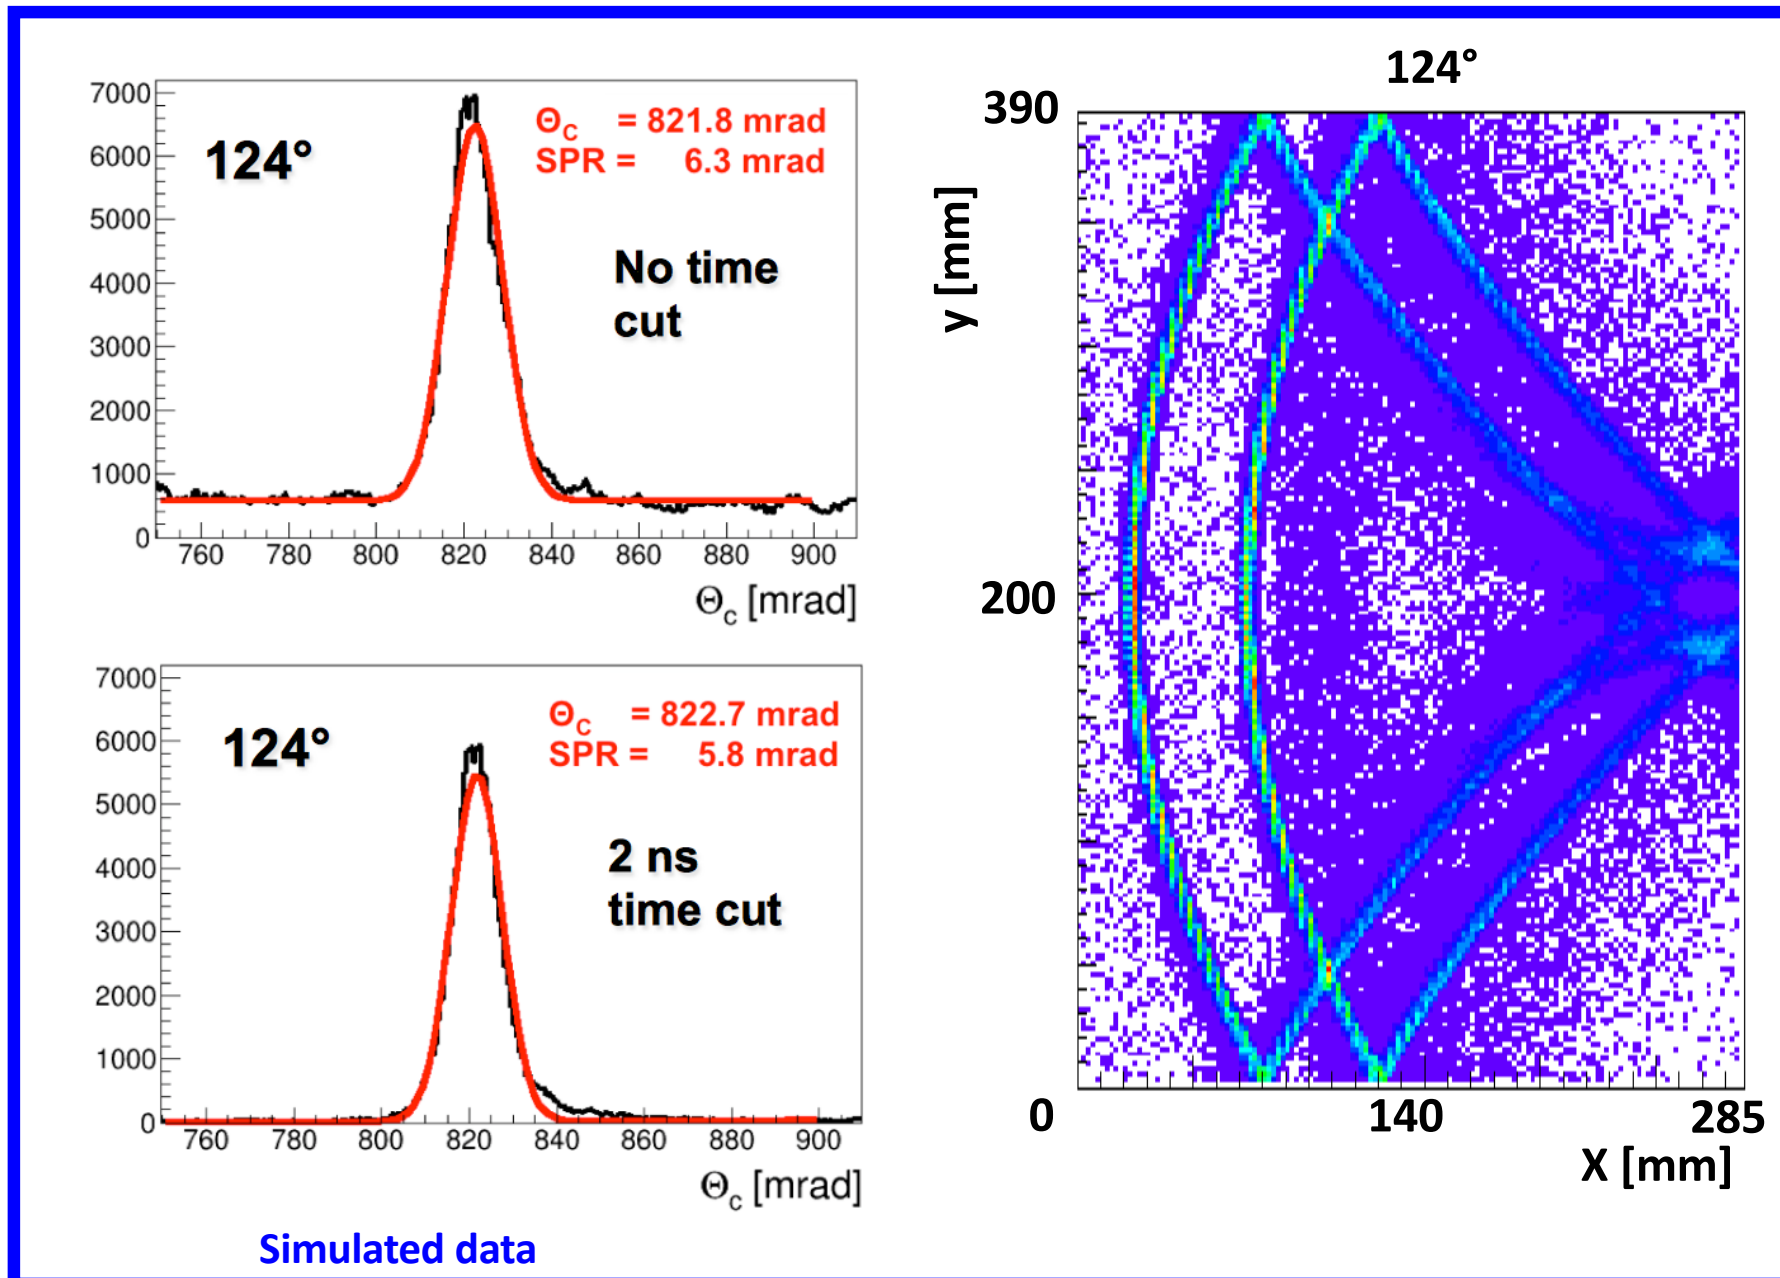 7000
6000
5000
4000
3000
2000
1000
0
124°
Θc = 821.8 mrad
SPR = 6.3 mrad
No time
cut
760 780 800 820 840 860 880 900
Θc [mrad]
7000
6000
5000
4000
3000
2000
1000
0
124°
Θc = 822.7 mrad
SPR = 5.8 mrad
2 ns
time cut
760 780 800 820 840 860 880 900
Θc [mrad]
Simulated data
124°
390
y [mm]
200
0 140 285
X [mm]